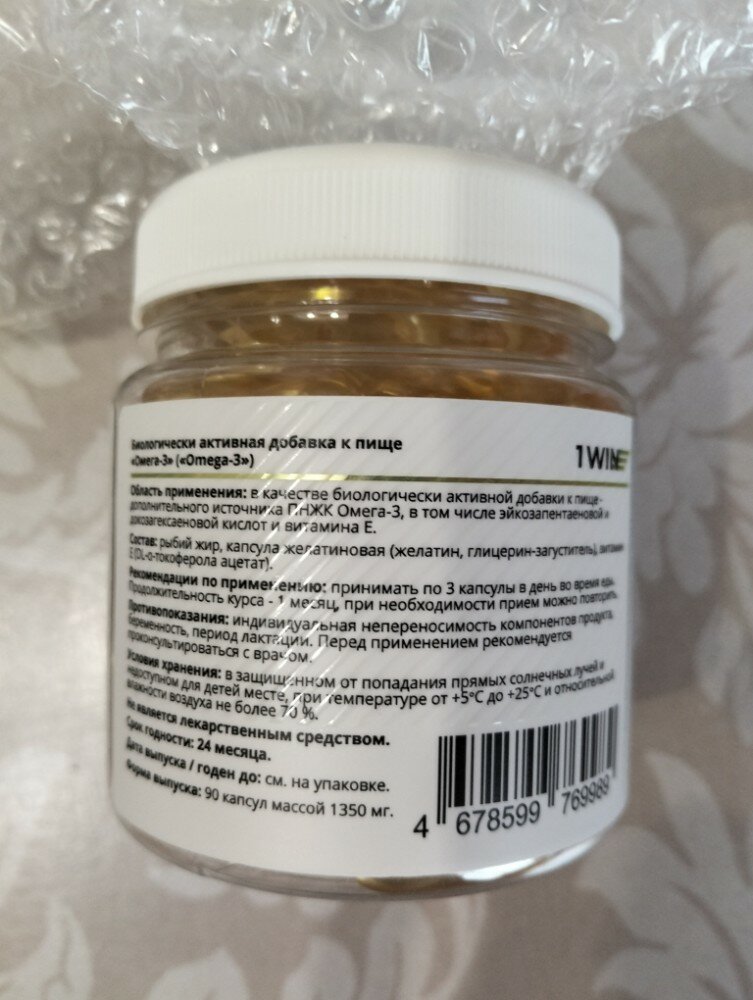 Биологически активная добавка к пище
«Омега-3» («Omega-3»)
1WIN
Область применения: в качестве биологически активной добавки к пище-
дополнительного источника ПНЖК Омега-3, в том числе эйкозапентаеновой и
докозагексаеновой кислот и витамина Е.
Состав: рыбий жир, капсула желатиновая (желатин, глицерин-загуститель), витамин
Е (DL-α-токоферола ацетат).
Рекомендации по применению: принимать по 3 капсулы в день во время еды.
Продолжительность курса - 1 месяц, при необходимости прием можно повторить.
Противопоказания: индивидуальная непереносимость компонентов продукта,
беременность, период лактации. Перед применением рекомендуется
проконсультироваться с врачом.
Условия хранения: в защищенном от попадания прямых солнечных лучей и
недоступном для детей месте, при температуре от +5°С до +25°С и относительной
влажности воздуха не более 70 %.
Не является лекарственным средством.
Срок годности: 24 месяца.
Дата выпуска / годен до: см. на упаковке.
Форма выпуска: 90 капсул массой 1350 мг.
4 678599 769989